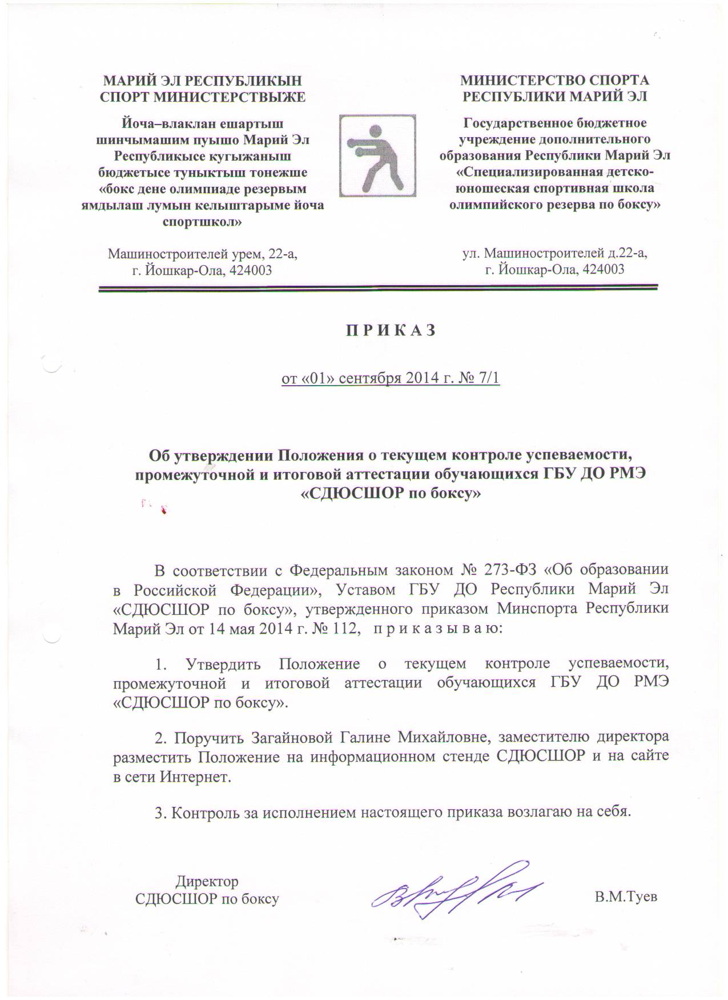 МАРИЙ ЭЛ РЕСПУБЛИКЫН
СПОРТ МИНИСТЕРСТВЫЖЕ
Йоча–влаклан ешартыш
шинчымашим пуышо Марий Эл
Республикысе кугыжаныш
бюджетысе туныктыш тонежше
«бокс дене олимпиаде резервым
ямдылаш лумын келыштарыме йоча
спортшкол»
Машиностроителей урем, 22-а,
г. Йошкар-Ола, 424003
МИНИСТЕРСТВО СПОРТА
РЕСПУБЛИКИ МАРИЙ ЭЛ
Государственное бюджетное
учреждение дополнительного
образования Республики Марий Эл
«Специализированная детско-
юношеская спортивная школа
олимпийского резерва по боксу»
ул. Машиностроителей д.22-а,
г. Йошкар-Ола, 424003
П Р И К А З
от «01» сентября 2014 г. № 7/1
Об утверждении Положения о текущем контроле успеваемости,
промежуточной и итоговой аттестации обучающихся ГБУ ДО РМЭ
«СДЮСШОР по боксу»
В соответствии с Федеральным законом № 273-ФЗ «Об образовании
в Российской Федерации», Уставом ГБУ ДО Республики Марий Эл
«СДЮСШОР по боксу», утвержденного приказом Минспорта Республики
Марий Эл от 14 мая 2014 г. № 112, п р и к а з ы в а ю:
1. Утвердить Положение о текущем контроле успеваемости,
промежуточной и итоговой аттестации обучающихся ГБУ ДО РМЭ
«СДЮСШОР по боксу».
2. Поручить Загайновой Галине Михайловне, заместителю директора
разместить Положение на информационном стенде СДЮСШОР и на сайте
в сети Интернет.
3. Контроль за исполнением настоящего приказа возлагаю на себя.
Директор
СДЮСШОР по боксу
В.М.Туев